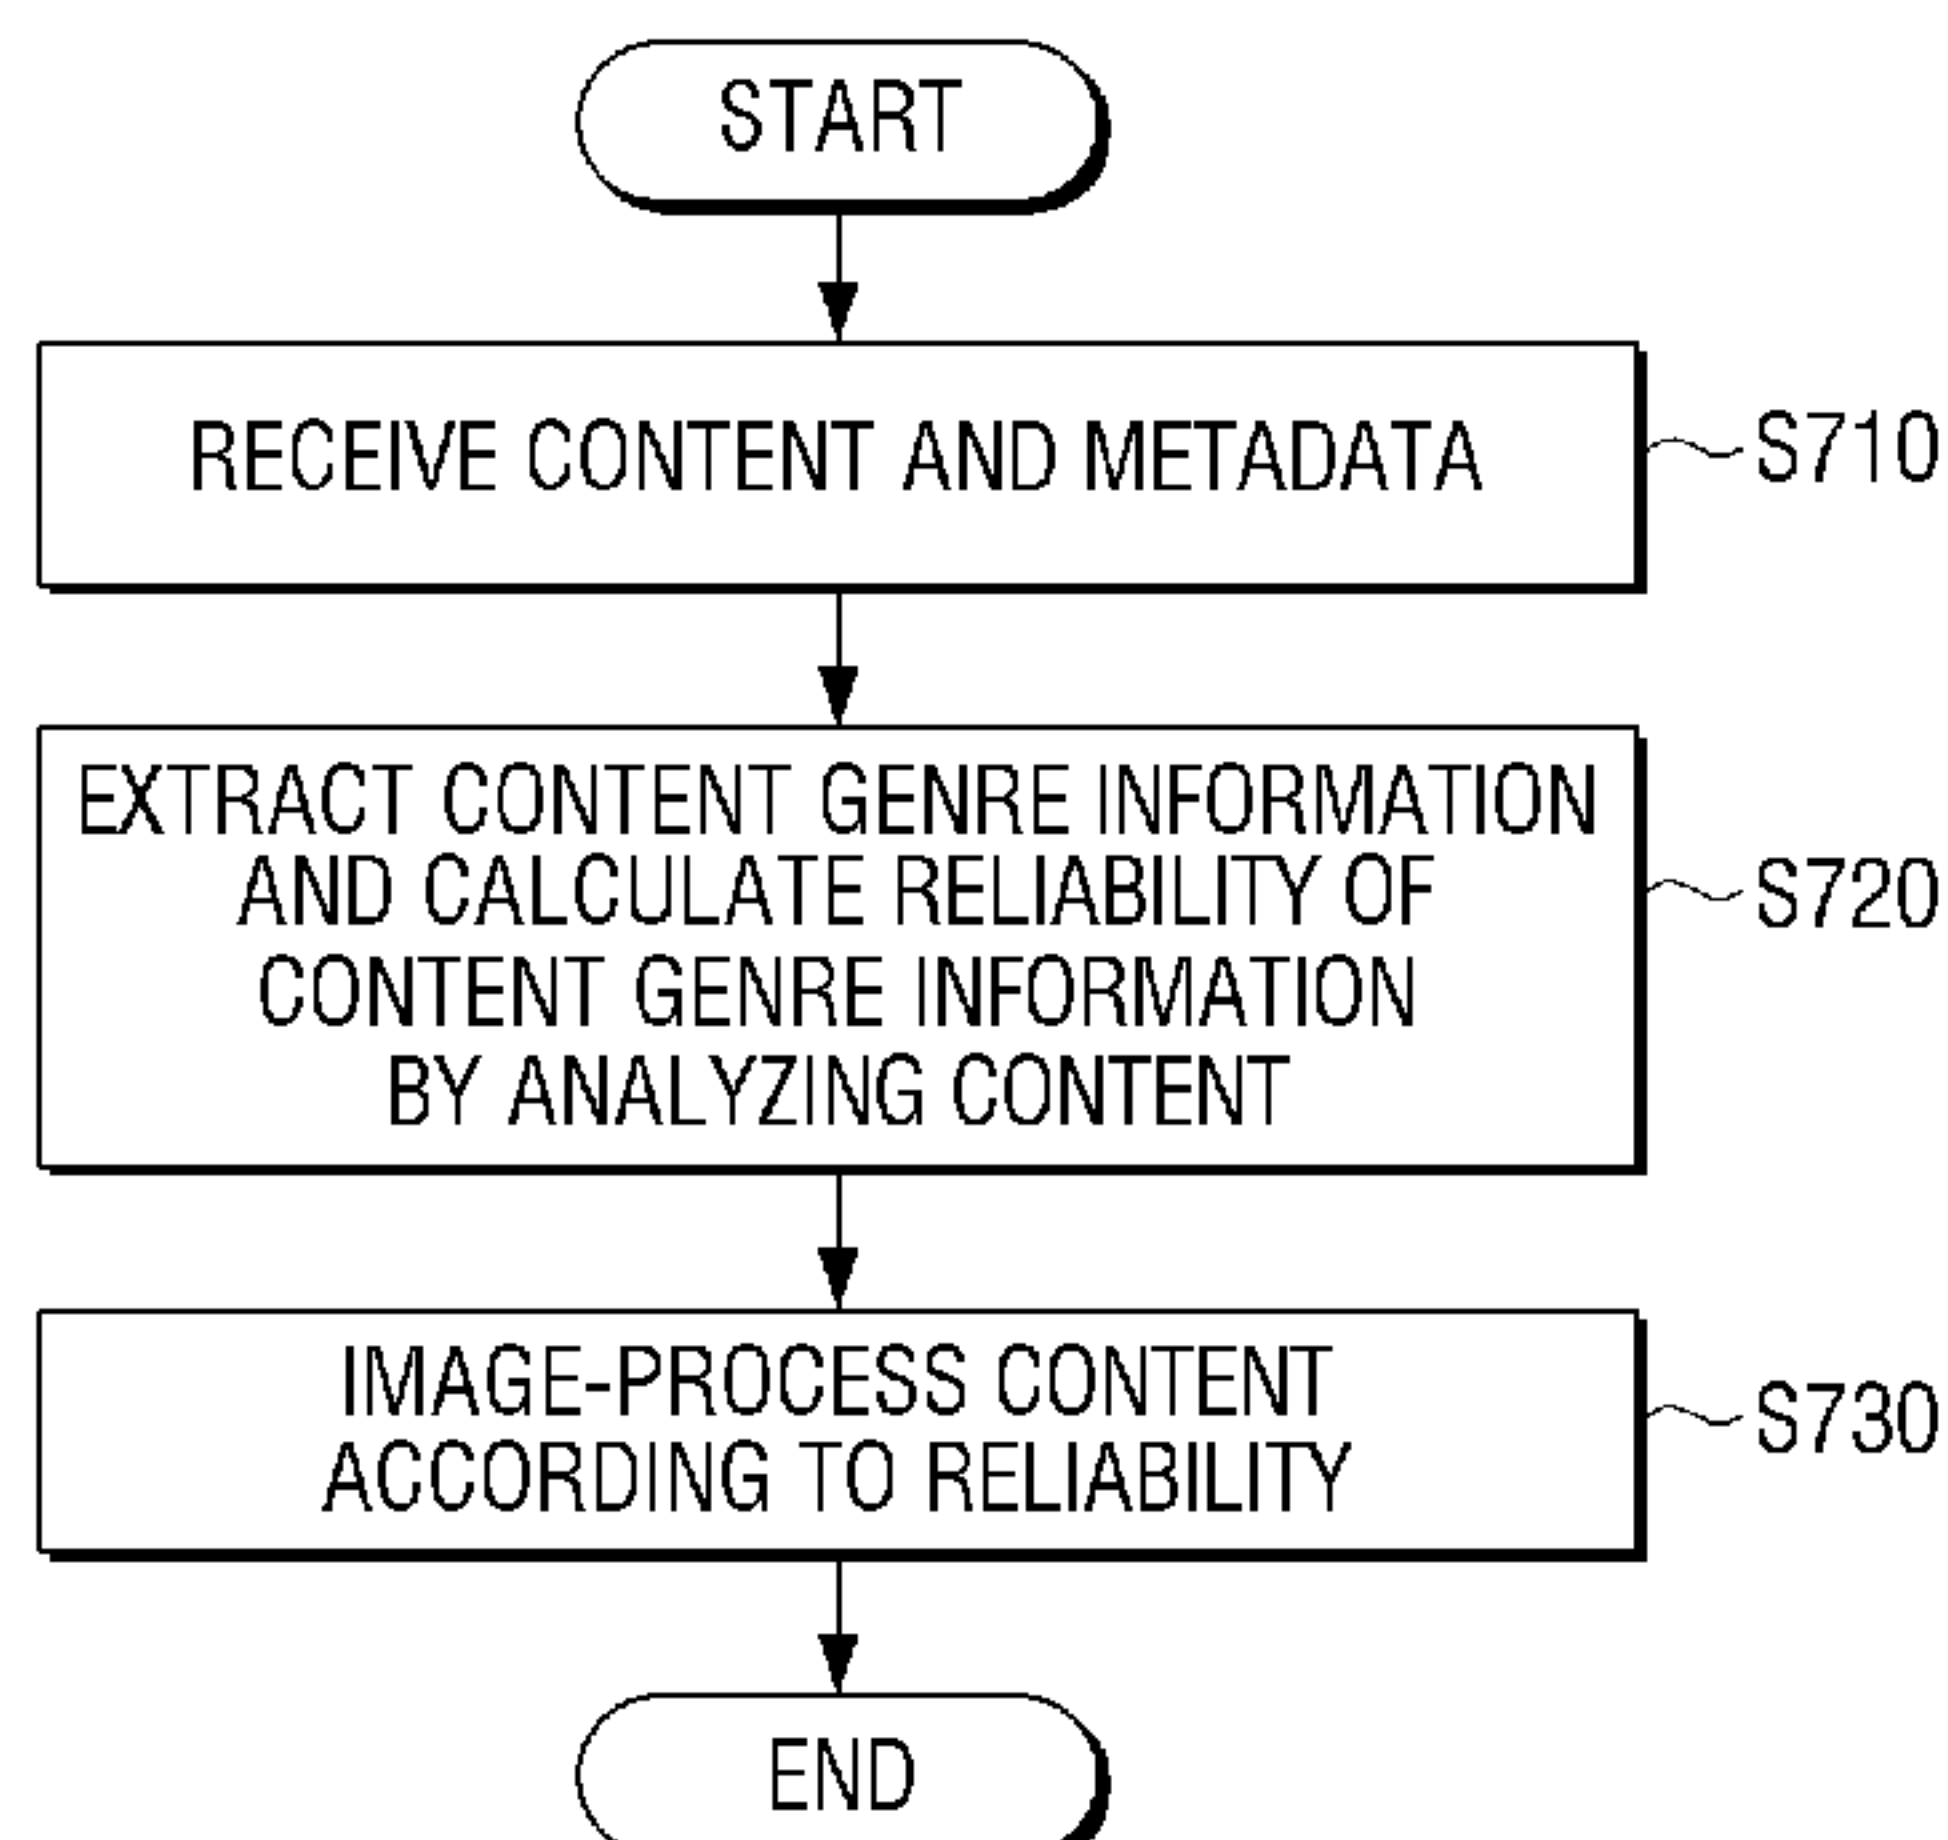 START
RECEIVE CONTENT AND METADATA
S710
EXTRACT CONTENT GENRE INFORMATION
AND CALCULATE RELIABILITY OF
CONTENT GENRE INFORMATION
BY ANALYZING CONTENT
S720
IMAGE-PROCESS CONTENT
ACCORDING TO RELIABILITY
S730
END